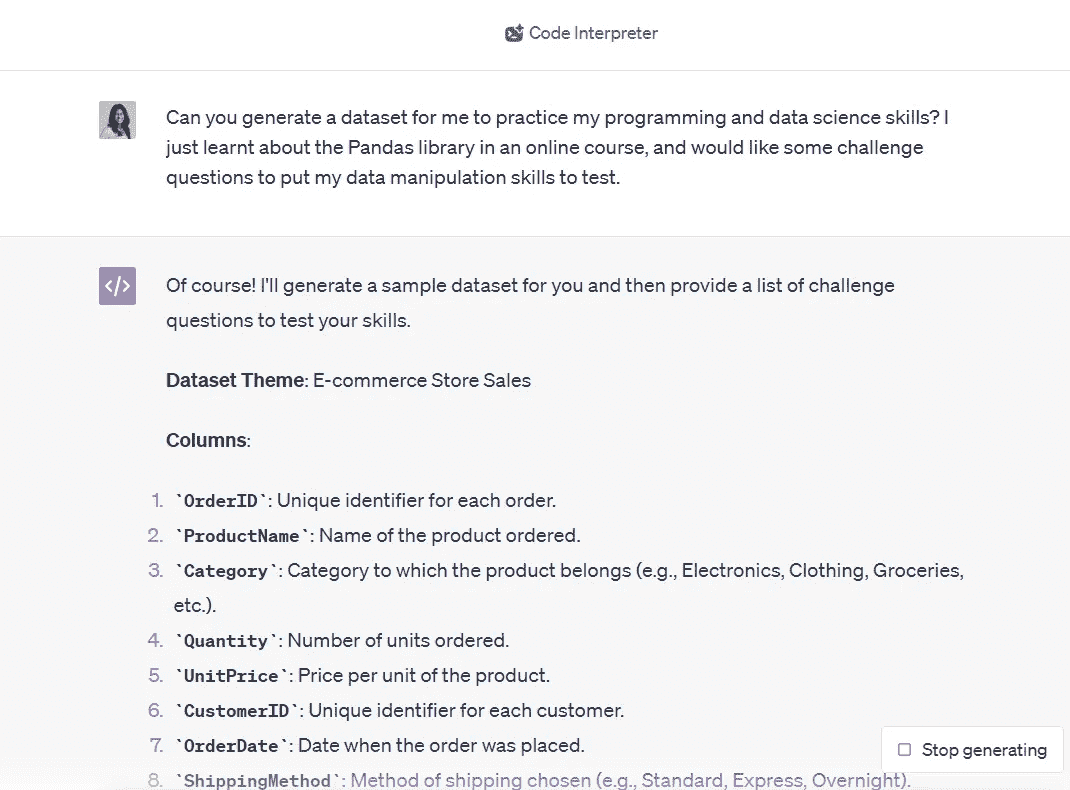 Code Interpreter
Can you generate a dataset for me to practice my programming and data science skills? I
just learnt about the Pandas library in an online course, and would like some challenge
questions to put my data manipulation skills to test.
</>
Of course! I'll generate a sample dataset for you and then provide a list of challenge
questions to test your skills.
Dataset Theme: E-commerce Store Sales
Columns:
1. `OrderID`: Unique identifier for each order.
2. `ProductName`: Name of the product ordered.
3. `Category`: Category to which the product belongs (e.g., Electronics, Clothing, Groceries,
etc.).
4. `Quantity`: Number of units ordered.
5. `UnitPrice`: Price per unit of the product.
6. `CustomerID`: Unique identifier for each customer.
7. `OrderDate`: Date when the order was placed.
Stop generating
8. `ShippingMethod`: Method of shipping chosen (e.g., Standard, Express, Overnight).